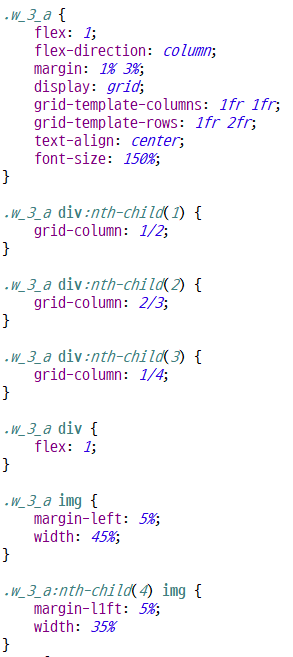 .w_3_a {
    flex: 1;
    flex-direction: column;
    margin: 1% 3%;
    display: grid;
    grid-template-columns: 1fr 1fr;
    grid-template-rows: 1fr 2fr;
    text-align: center;
    font-size: 150%;
}

.w_3_a div:nth-child(1) {
    grid-column: 1/2;
}

.w_3_a div:nth-child(2) {
    grid-column: 2/3;
}

.w_3_a div:nth-child(3) {
    grid-column: 1/4;
}

.w_3_a div {
    flex: 1;
}

.w_3_a img {
    margin-left: 5%;
    width: 45%;
}

.w_3_a:nth-child(4) img {
    margin-l1ft: 5%;
    width: 35%
}